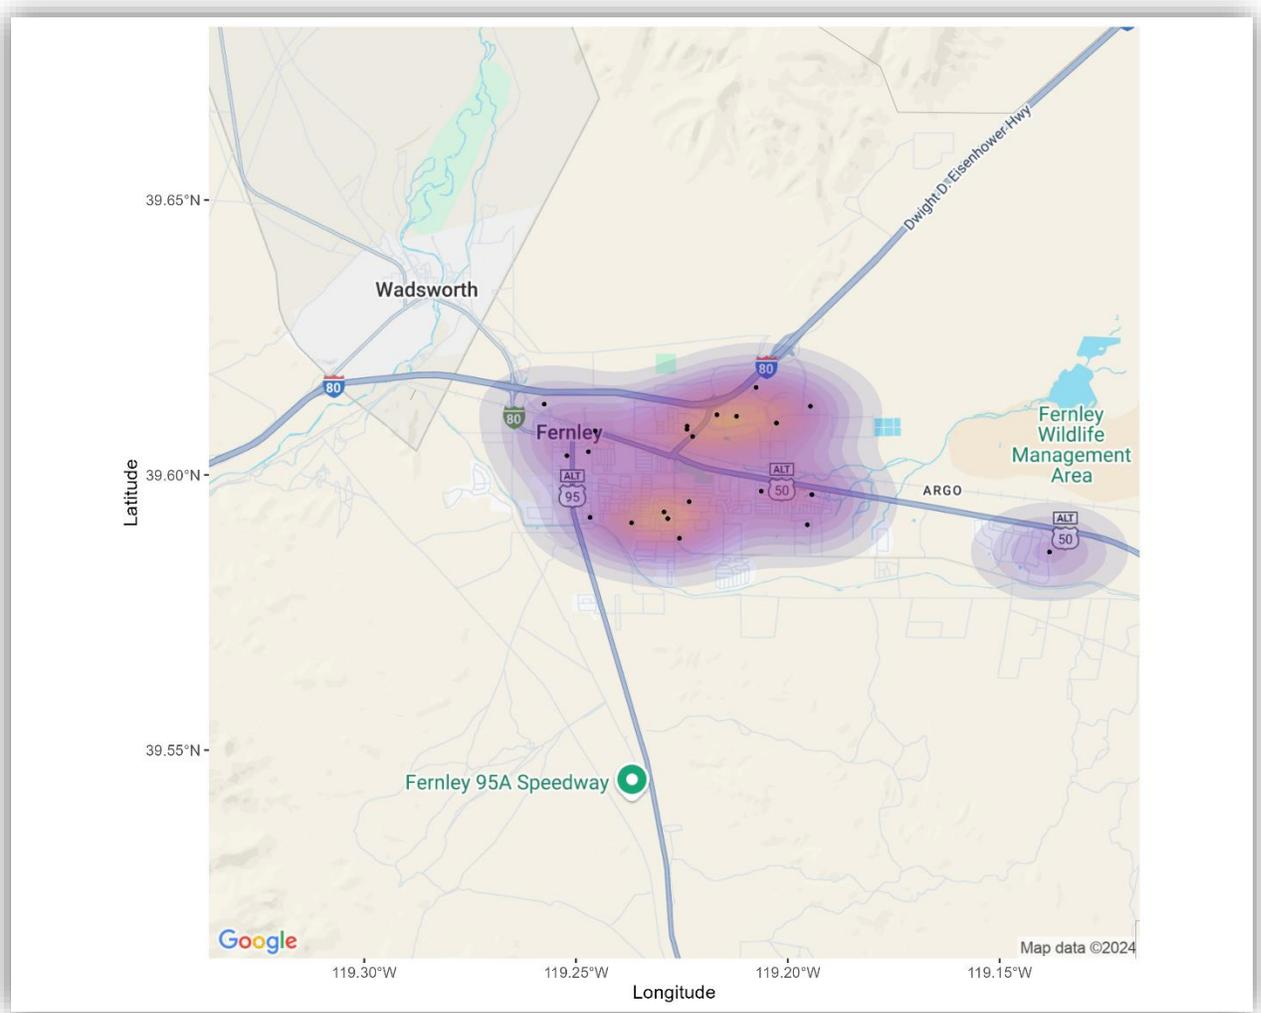 Dwight D. Eisenhower Hwy
39.65°N
Wadsworth
80
80
80
Fernley
Fernley
Wildlife
Management
Area
39.60°N
ALT
95
ALT
50
ARGO
ALT
50
Latitude
39.55°N
Fernley 95A Speedway
Google
Map data ©2024
119.30°W
119.25°W
119.20°W
119.15°W
Longitude